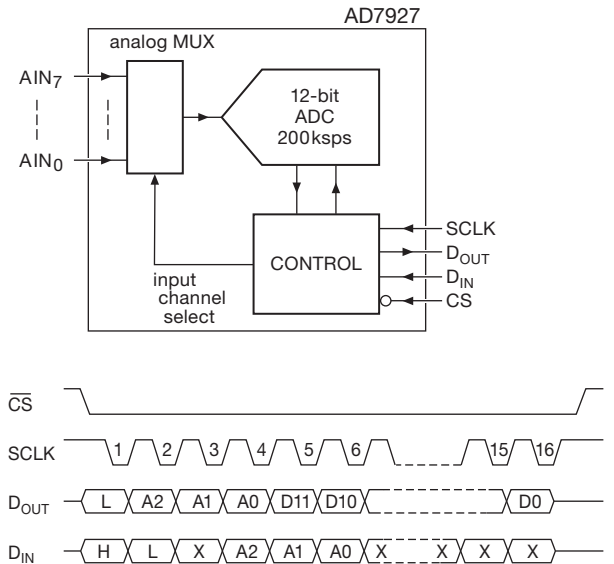 AD7927
analog MUX
AIN7
12-bit
ADC
200ksps
AIN0
SCLK
DOUT
CONTROL
DIN
input
channel
select
CS
CS
SCLK 1 2 3 4 5 6 15 16
DOUT L A2 A1 A0 D11 D10 D0
DIN H L X A2 A1 A0 X X X X